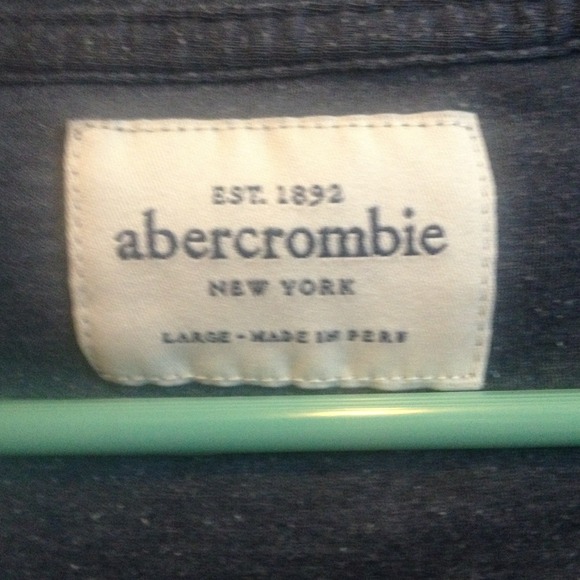 EST. 1892
abercrombie
NEW YORK
LARGE - MADE IN PERU